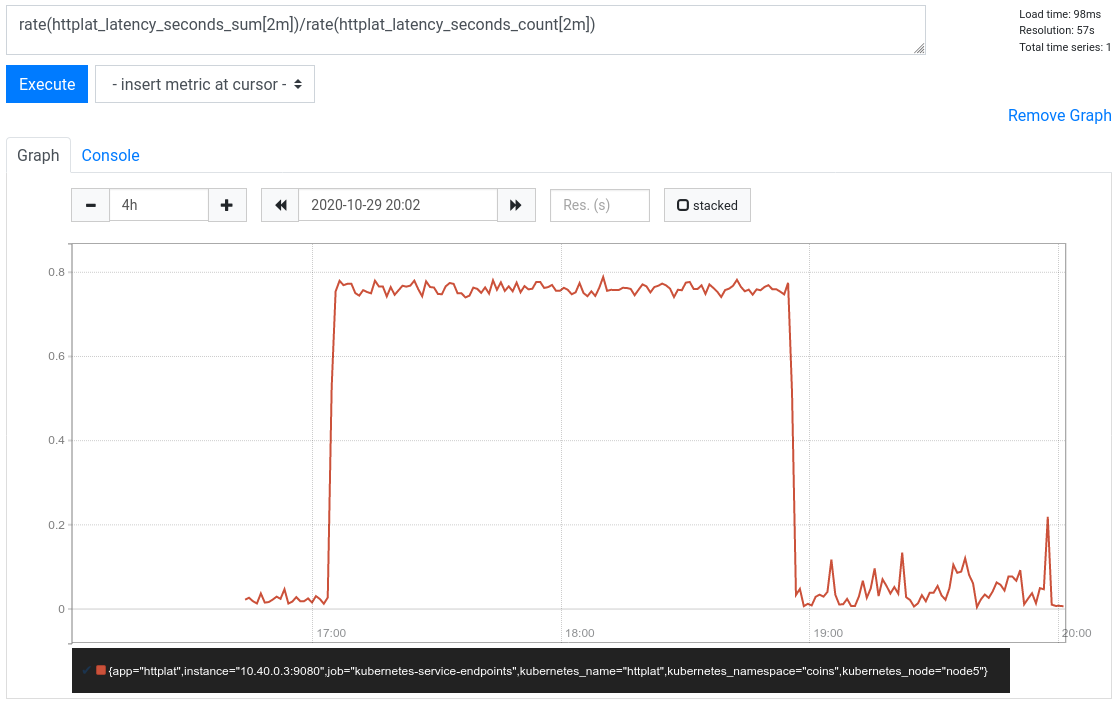 rate(httplat_latency_seconds_sum[2m])/rate(httplat_latency_seconds_count[2m])
Load time: 98ms
Resolution: 57s
Total time series: 1
Execute
- insert metric at cursor -
Remove Graph
Graph
Console
4h
2020-10-29 20:02
Res. (s)
stacked
0.8
0.6
0.4
0.2
0
17:00
18:00
19:00
20:00
{app="httplat",instance="10.40.0.3:9080",job="kubernetes-service-endpoints",kubernetes_name="httplat",kubernetes_namespace="coins",kubernetes_node="node5"}